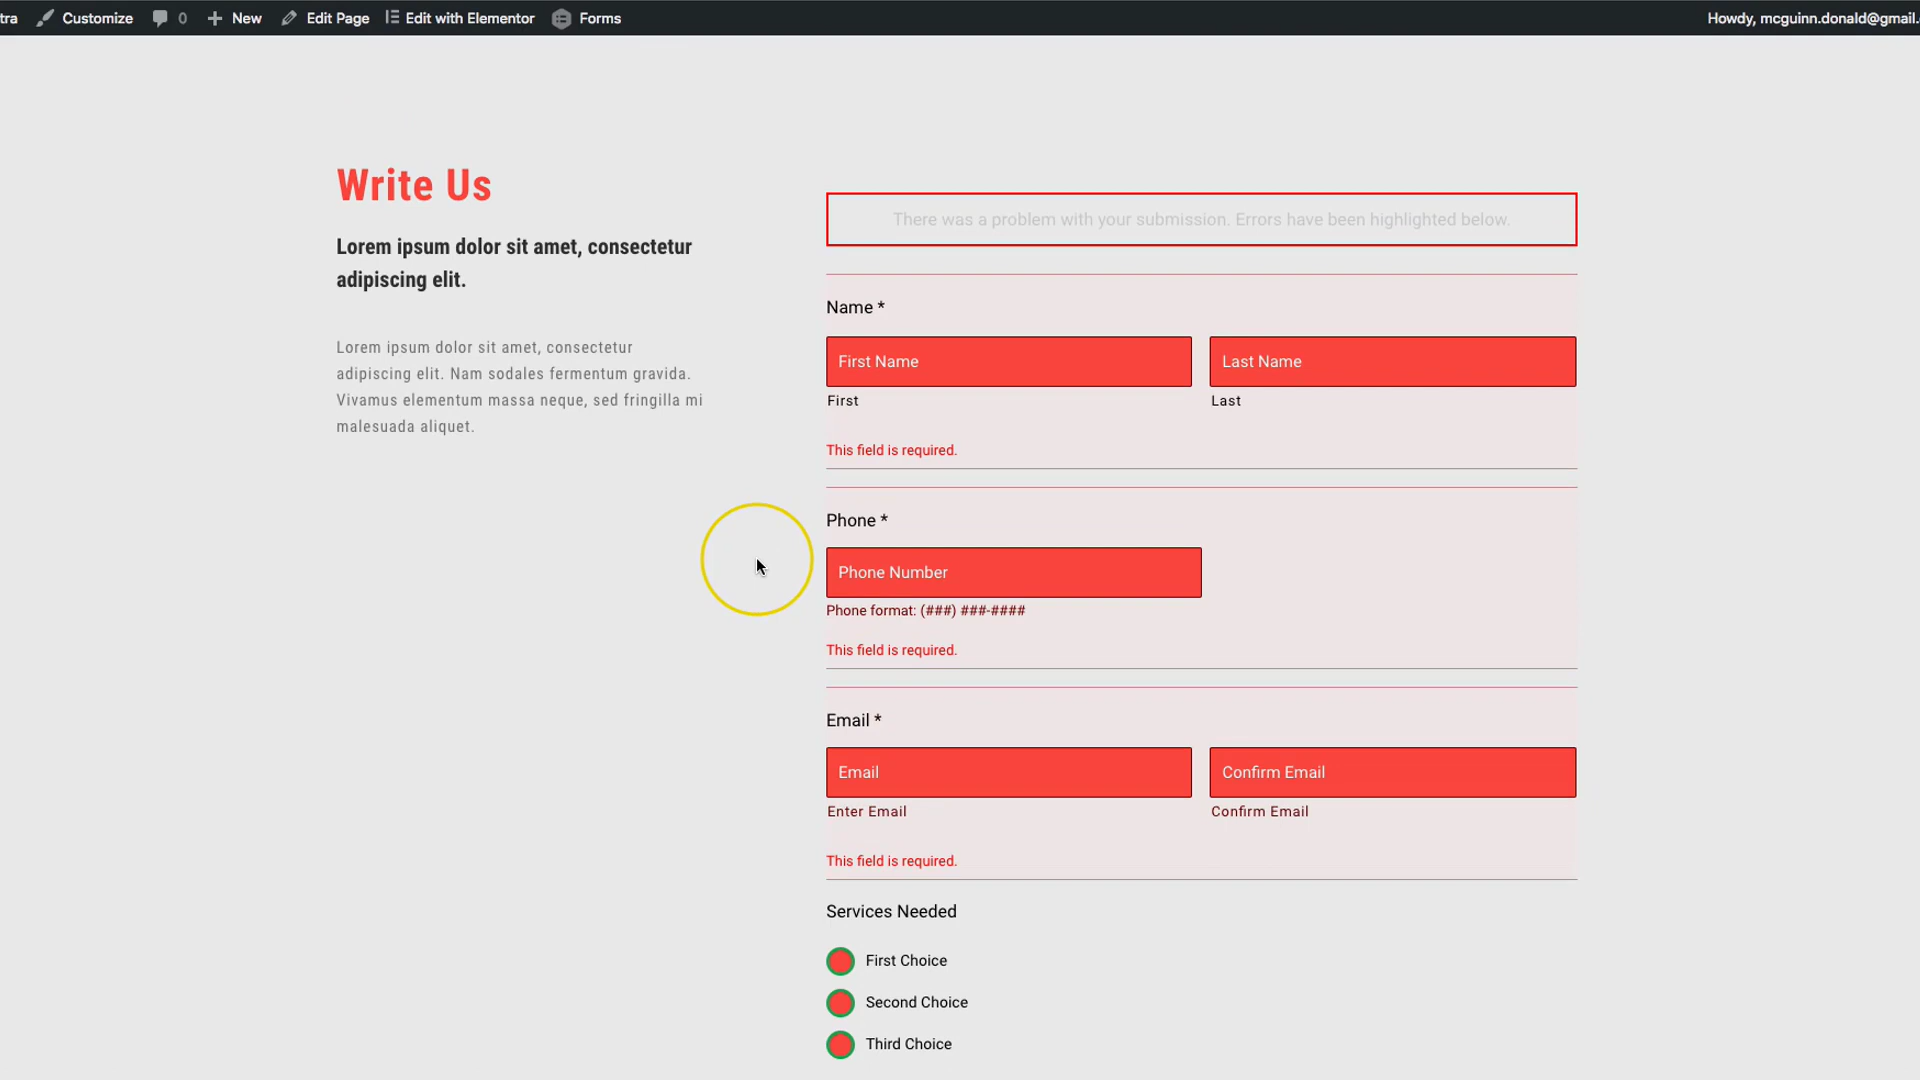 tra Customize 0 New Edit Page Edit with Elementor Forms Howdy, mcguinn.donald@gmail.
Write Us
Lorem ipsum dolor sit amet, consectetur
adipiscing elit.
Lorem ipsum dolor sit amet, consectetur
adipiscing elit. Nam sodales fermentum gravida.
Vivamus elementum massa neque, sed fringilla mi
malesuada aliquet.
There was a problem with your submission. Errors have been highlighted below.
Name *
First Name Last Name
First Last
This field is required.
Phone *
Phone Number
Phone format: (###) ###-####
This field is required.
Email *
Email Confirm Email
Enter Email Confirm Email
This field is required.
Services Needed
First Choice
Second Choice
Third Choice